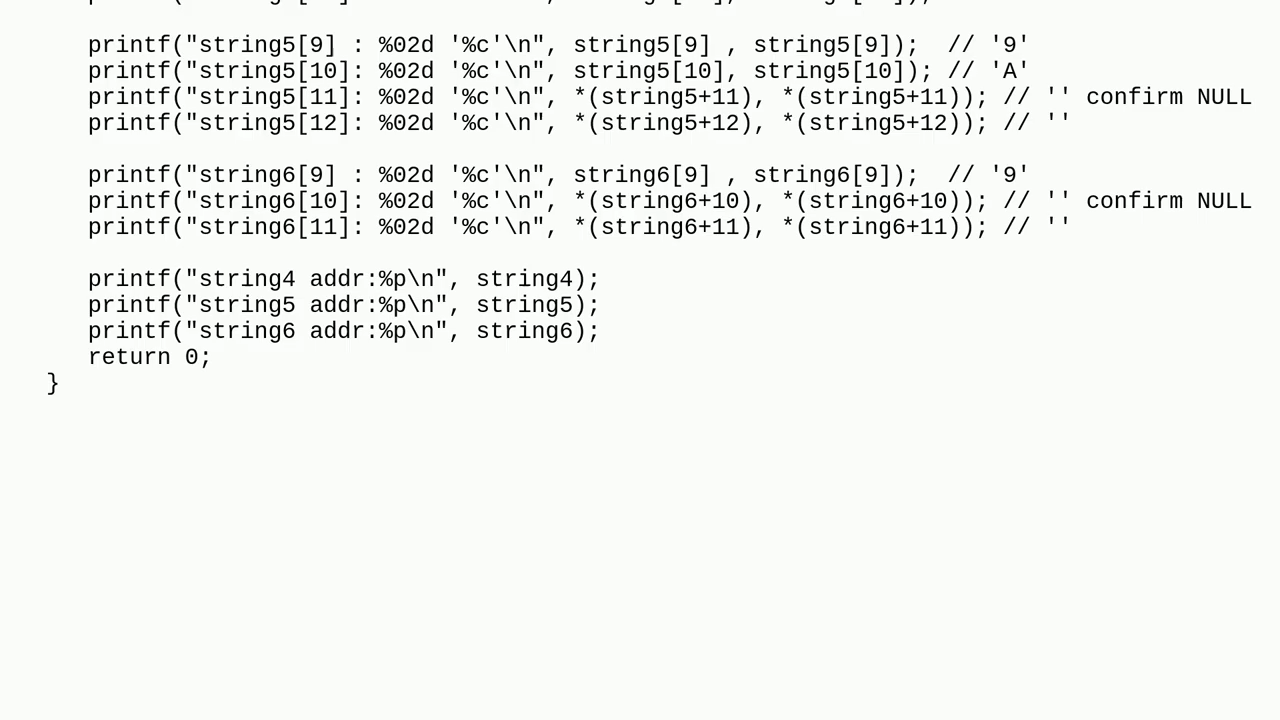 printf("string5[9] : %02d '%c'\n", string5[9] , string5[9]);  // '9'
printf("string5[10]: %02d '%c'\n", string5[10], string5[10]); // 'A'
printf("string5[11]: %02d '%c'\n", *(string5+11), *(string5+11)); // '' confirm NULL
printf("string5[12]: %02d '%c'\n", *(string5+12), *(string5+12)); // ''
printf("string6[9] : %02d '%c'\n", string6[9] , string6[9]);  // '9'
printf("string6[10]: %02d '%c'\n", *(string6+10), *(string6+10)); // '' confirm NULL
printf("string6[11]: %02d '%c'\n", *(string6+11), *(string6+11)); // ''
printf("string4 addr:%p\n", string4);
printf("string5 addr:%p\n", string5);
printf("string6 addr:%p\n", string6);
return 0;
}